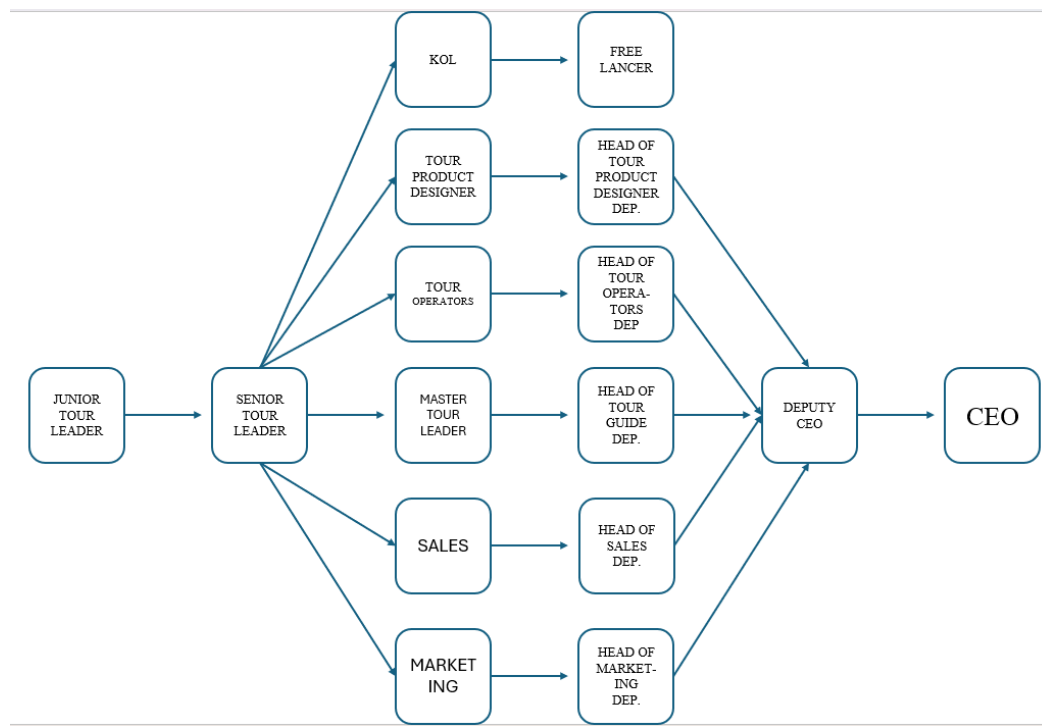 KOL
FREE
LANCER
TOUR
PRODUCT
DESIGNER
HEAD OF
TOUR
PRODUCT
DESIGNER
DEP.
TOUR
OPERATORS
HEAD OF
TOUR
OPERA-
TORS
DEP
JUNIOR
TOUR
LEADER
SENIOR
TOUR
LEADER
MASTER
TOUR
LEADER
HEAD OF
TOUR
GUIDE
DEP.
DEPUTY
CEO
CEO
SALES
HEAD OF
SALES
DEP.
MARKET
ING
HEAD OF
MARKET-
ING
DEP.